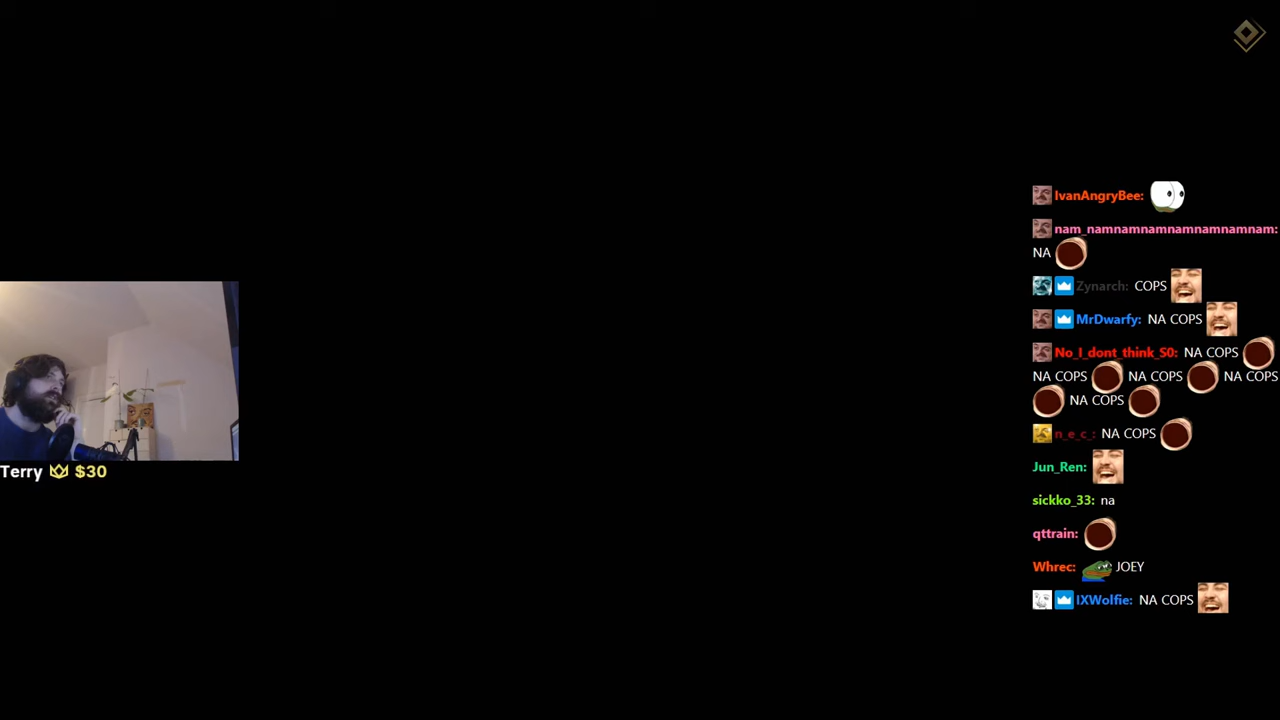 IvanAngryBee:
nam_namnamnamnamnamnamnam:
NA
Zynarch: COPS
MrDwarfy: NA COPS
No_I_dont_think_S0: NA COPS
NA COPS NA COPS NA COPS
NA COPS
n_e_c_: NA COPS
Jun_Ren:
sickko_33: na
qttrain:
Whrec: JOEY
IXWolfie: NA COPS
Terry $30